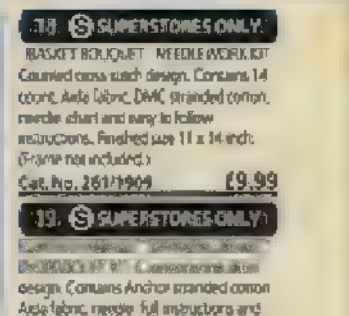 18. S SUPERSTORES ONLY.
BASKET BOUQUET NEEDLEWORK KIT
Counted cross stitch design. Contains 14
count, Aida fabric, DMC stranded cotton,
needle chart and easy to follow
instructions. Finished size 11 x 14 inch.
(Frame not included.)
Cat. No. 261/1909 £9.99
19. S SUPERSTORES ONLY
design. Contains Anchor stranded cotton
Aida fabric, needle, full instructions and